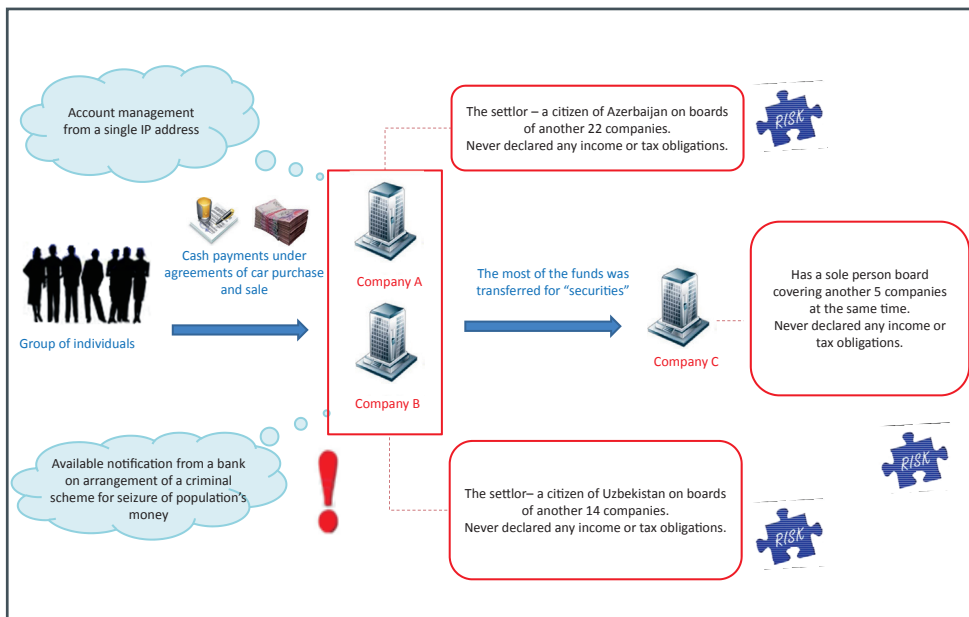 Account management
from a single IP address
The settlor – a citizen of Azerbaijan on boards
of another 22 companies.
Never declared any income or tax obligations.
RISK
Cash payments under
agreements of car purchase
and sale
Group of individuals
Company A
Company B
The most of the funds was
transferred for “securities”
Company C
Has a sole person board
covering another 5 companies
at the same time.
Never declared any income or
tax obligations.
RISK
Available notification from a bank
on arrangement of a criminal
scheme for seizure of population’s
money
The settlor– a citizen of Uzbekistan on boards
of another 14 companies.
Never declared any income or tax obligations.
RISK